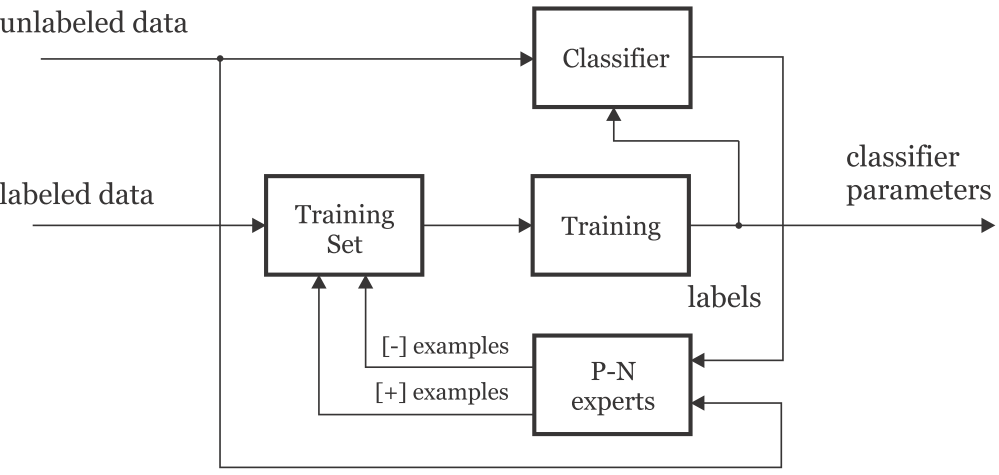 unlabeled data
Classifier
classifier
parameters
labeled data
Training
Set
Training
labels
[-] examples
[+] examples
P-N
experts